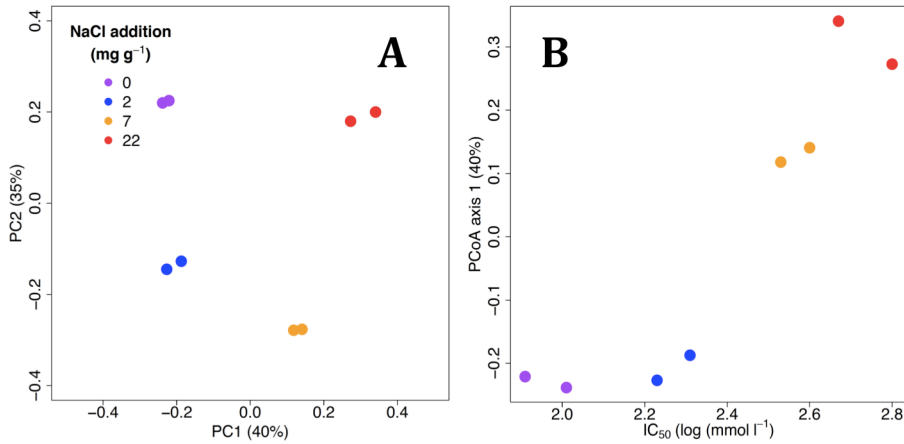 NaCl addition
(mg g⁻¹)
0
2
7
22
A
0.4
0.2
0.0
−0.2
−0.4
PC2 (35%)
−0.4 −0.2 0.0 0.2 0.4
PC1 (40%)
B
0.3
0.1
0.0
−0.1
−0.2
PCoA axis 1 (40%)
2.0 2.2 2.4 2.6 2.8
IC₅₀ (log (mmol l⁻¹)